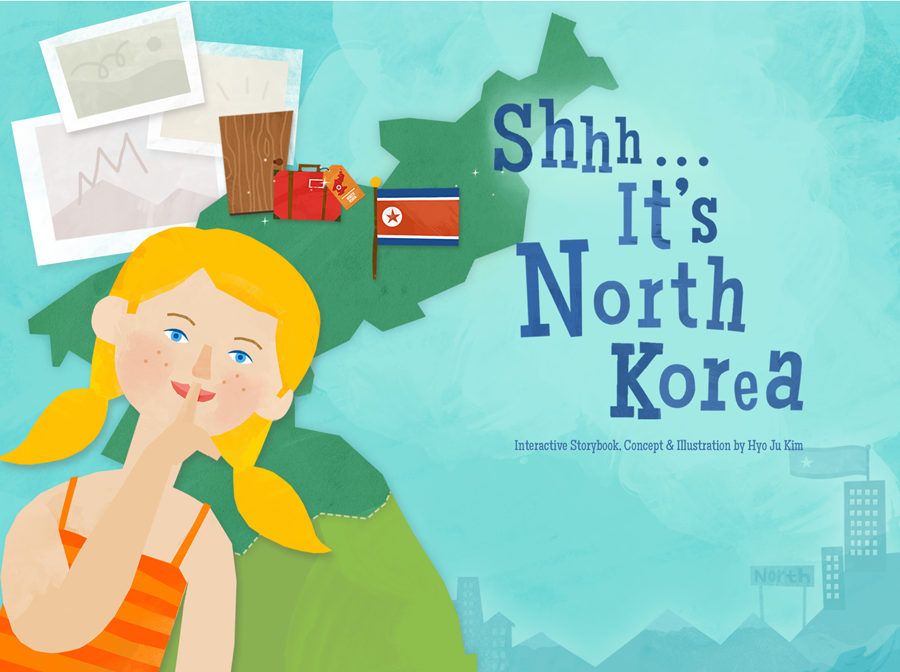 Shhh...
It's
North
Korea
Interactive Storybook, Concept & Illustration by Hyo Ju Kim
North